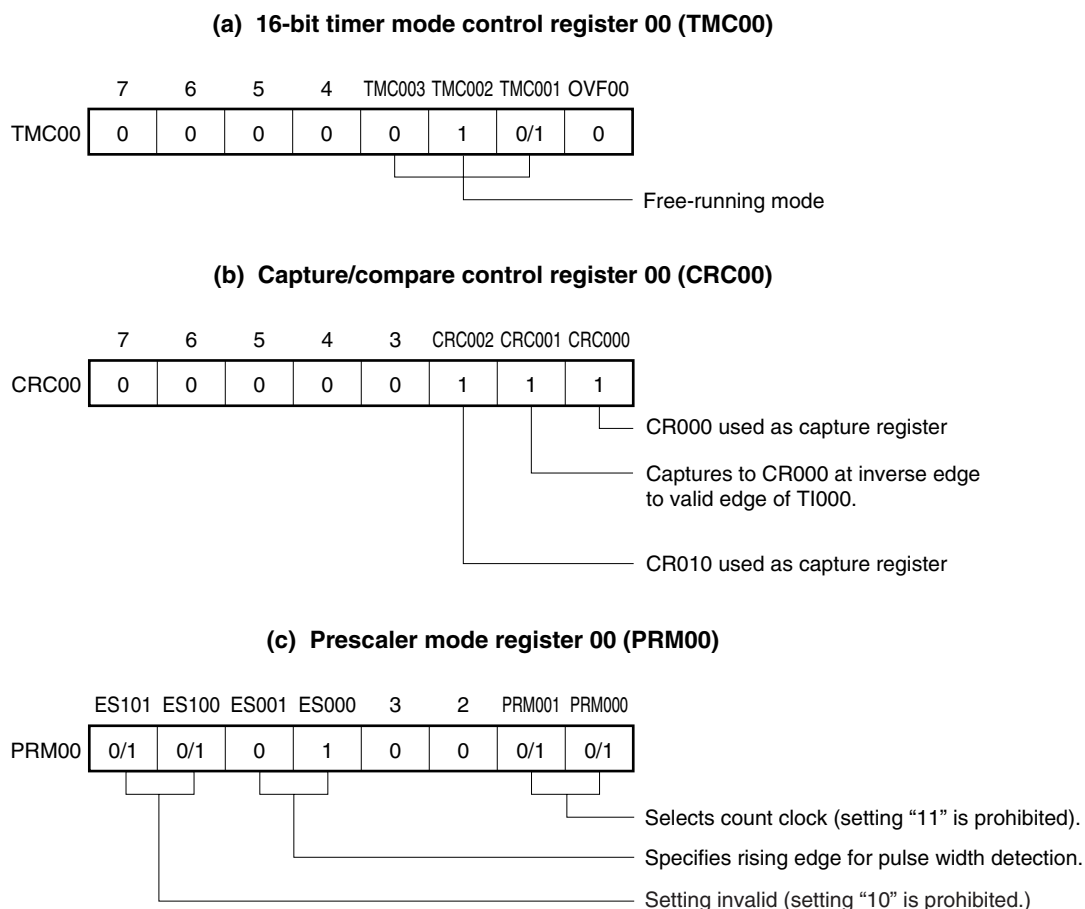 (a) 16-bit timer mode control register 00 (TMC00)
7 6 5 4 TMC003 TMC002 TMC001 OVF00
TMC00 0 0 0 0 0 1 0/1 0
Free-running mode
(b) Capture/compare control register 00 (CRC00)
7 6 5 4 3 CRC002 CRC001 CRC000
CRC00 0 0 0 0 0 1 1 1
CR000 used as capture register
Captures to CR000 at inverse edge
to valid edge of TI000.
CR010 used as capture register
(c) Prescaler mode register 00 (PRM00)
ES101 ES100 ES001 ES000 3 2 PRM001 PRM000
PRM00 0/1 0/1 0 1 0 0 0/1 0/1
Selects count clock (setting “11” is prohibited).
Specifies rising edge for pulse width detection.
Setting invalid (setting “10” is prohibited.)